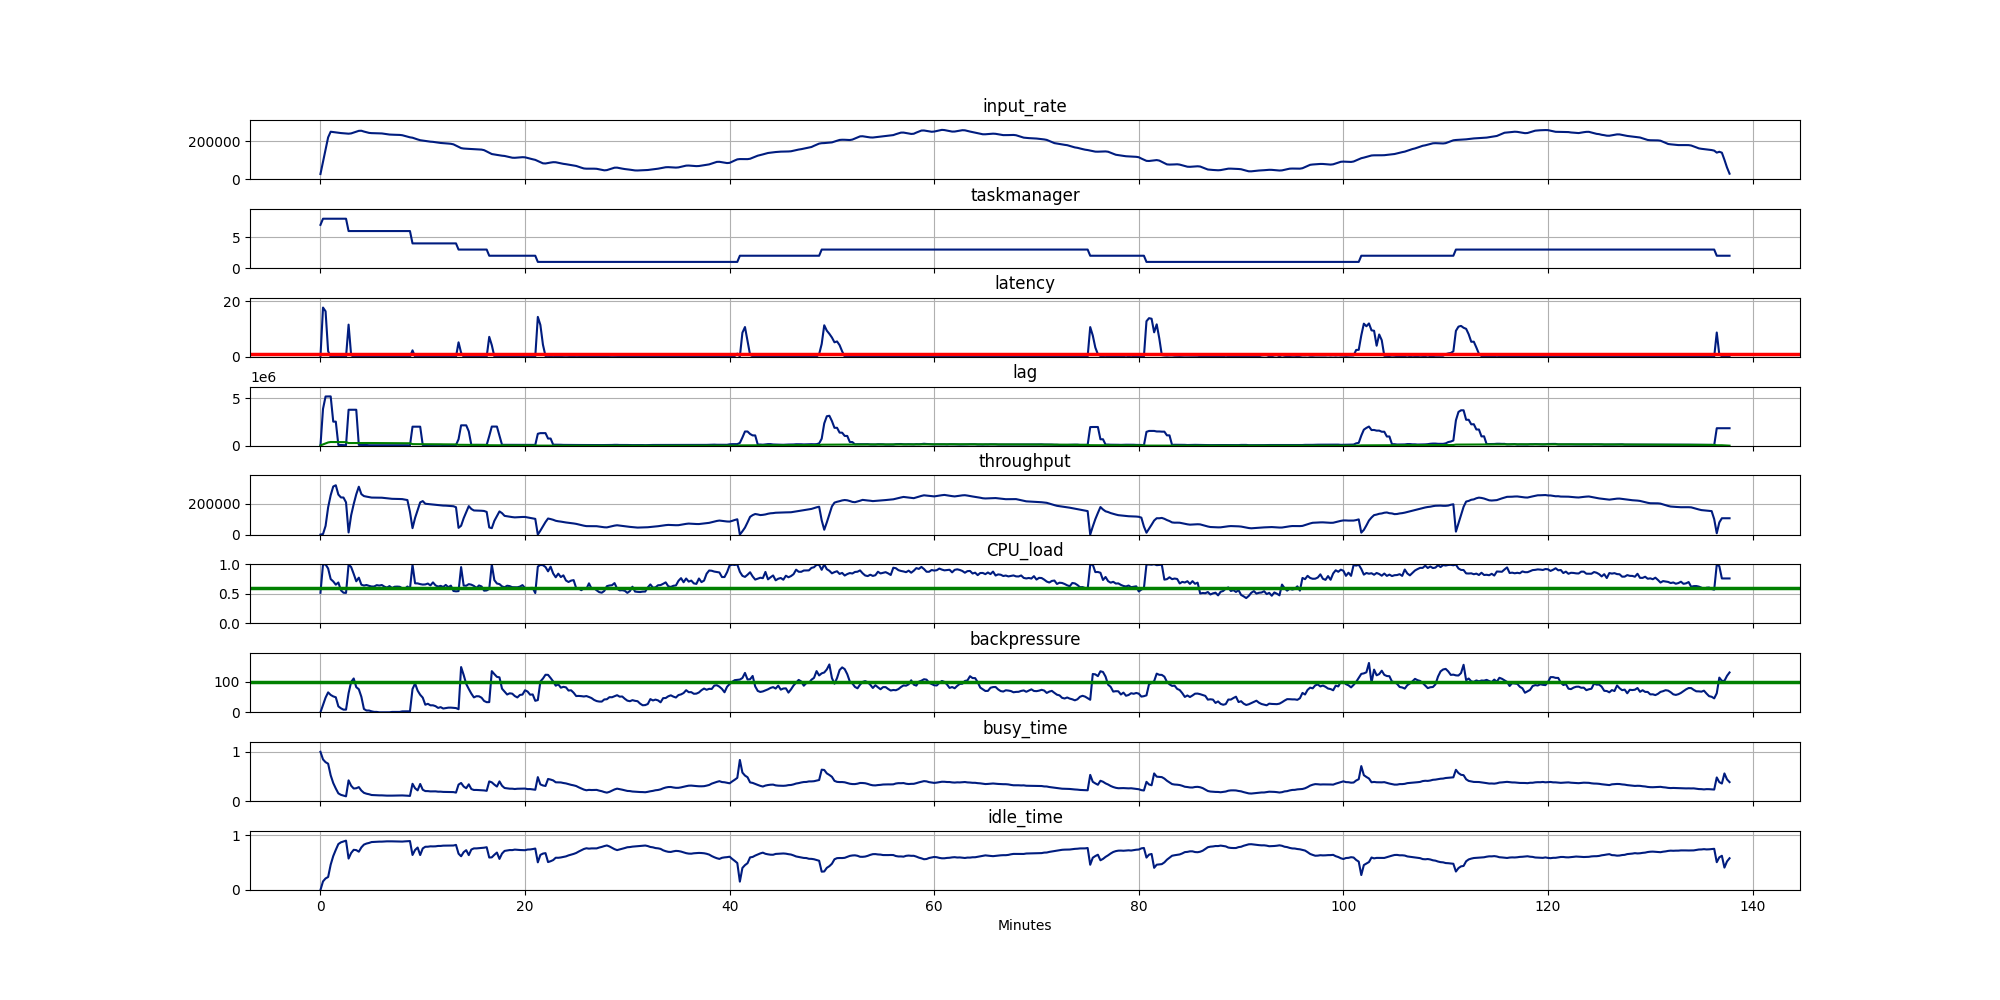 input_rate
200000
0
taskmanager
5
0
latency
20
0
1e6
lag
5
0
throughput
200000
0
CPU_load
1.0
0.5
0.0
backpressure
100
0
busy_time
1
0
idle_time
1
0
0 20 40 60 80 100 120 140
Minutes